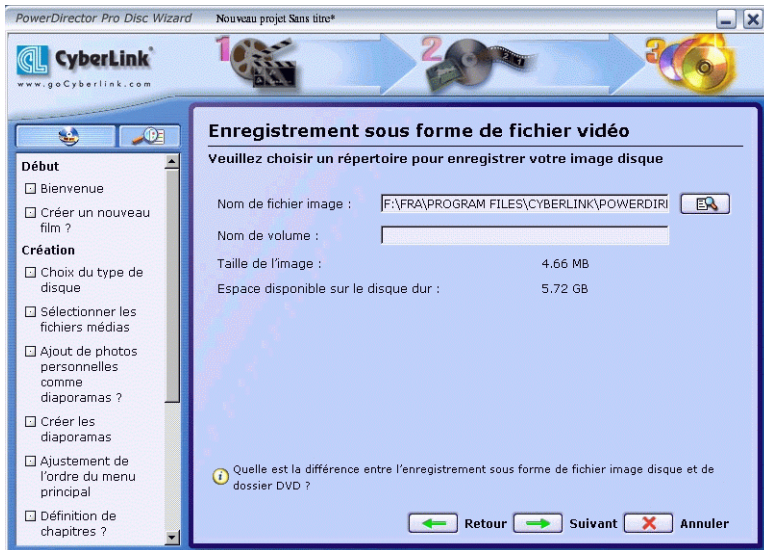 PowerDirector Pro Disc Wizard Nouveau projet Sans titre*
CyberLink
www.goCyberlink.com
1 2 3
Enregistrement sous forme de fichier vidéo
Veuillez choisir un répertoire pour enregistrer votre image disque
Nom de fichier image : F:\FRA\PROGRAM FILES\CYBERLINK\POWERDIRI
Nom de volume :
Taille de l'image : 4.66 MB
Espace disponible sur le disque dur : 5.72 GB
Début
Bienvenue
Créer un nouveau
film ?
Création
Choix du type de
disque
Sélectionner les
fichiers médias
Ajout de photos
personnelles
comme
diaporamas ?
Créer les
diaporamas
Ajustement de
l'ordre du menu
principal
Définition de
chapitres ?
Quelle est la différence entre l'enregistrement sous forme de fichier image disque et de
dossier DVD ?
Retour Suivant Annuler